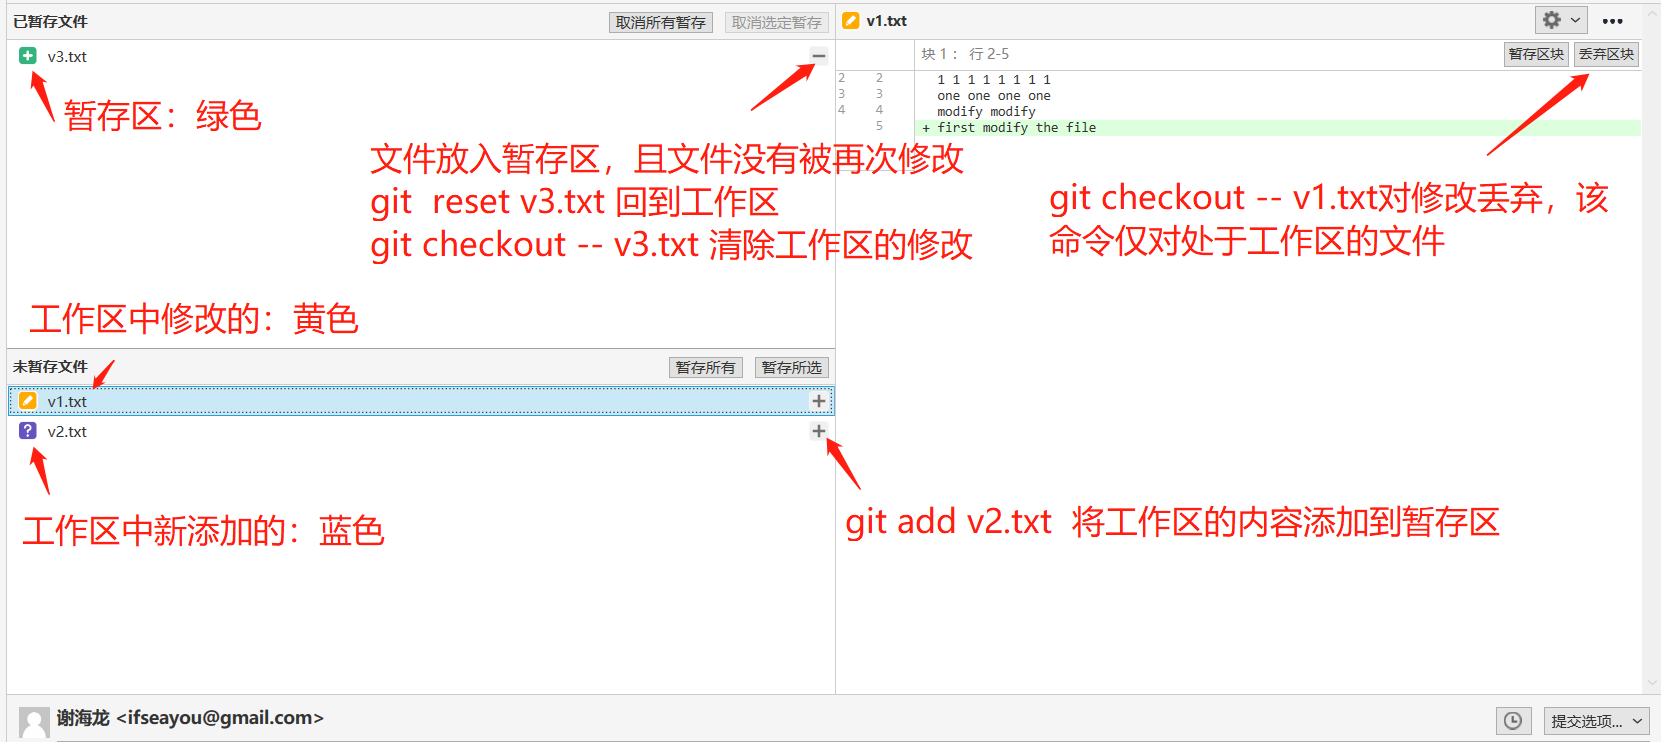 已暂存文件
取消所有暂存
取消选定暂存
v3.txt
暂存区：绿色
文件放入暂存区，且文件没有被再次修改
git reset v3.txt 回到工作区
git checkout -- v3.txt 清除工作区的修改
工作区中修改的：黄色
未暂存文件
暂存所有
暂存所选
v1.txt
v2.txt
工作区中新添加的：蓝色
git add v2.txt 将工作区的内容添加到暂存区
v1.txt
块 1 ： 行 2-5
暂存区块
丢弃区块
2 2 1 1 1 1 1 1 1 1
3 3 one one one one
4 4 modify modify
5 + first modify the file
git checkout -- v1.txt对修改丢弃，该
命令仅对处于工作区的文件
谢海龙 <ifseayou@gmail.com>
提交选项...